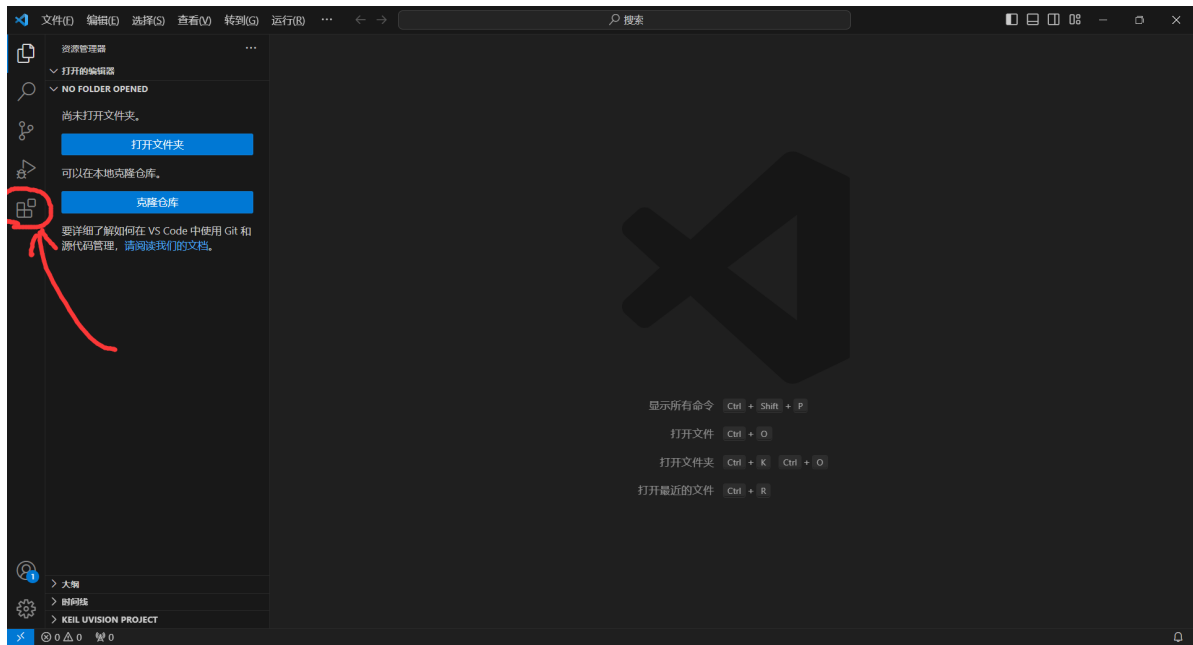 文件(F) 编辑(E) 选择(S) 查看(V) 转到(G) 运行(R) ··· 搜索
资源管理器 ···
打开的编辑器
NO FOLDER OPENED
尚未打开文件夹。
打开文件夹
可以在本地克隆仓库。
克隆仓库
要详细了解如何在 VS Code 中使用 Git 和
源代码管理，请阅读我们的文档。
显示所有命令 Ctrl + Shift + P
打开文件 Ctrl + O
打开文件夹 Ctrl + K Ctrl + O
打开最近的文件 Ctrl + R
1
大纲
时间线
KEIL UVISION PROJECT
0 0 0